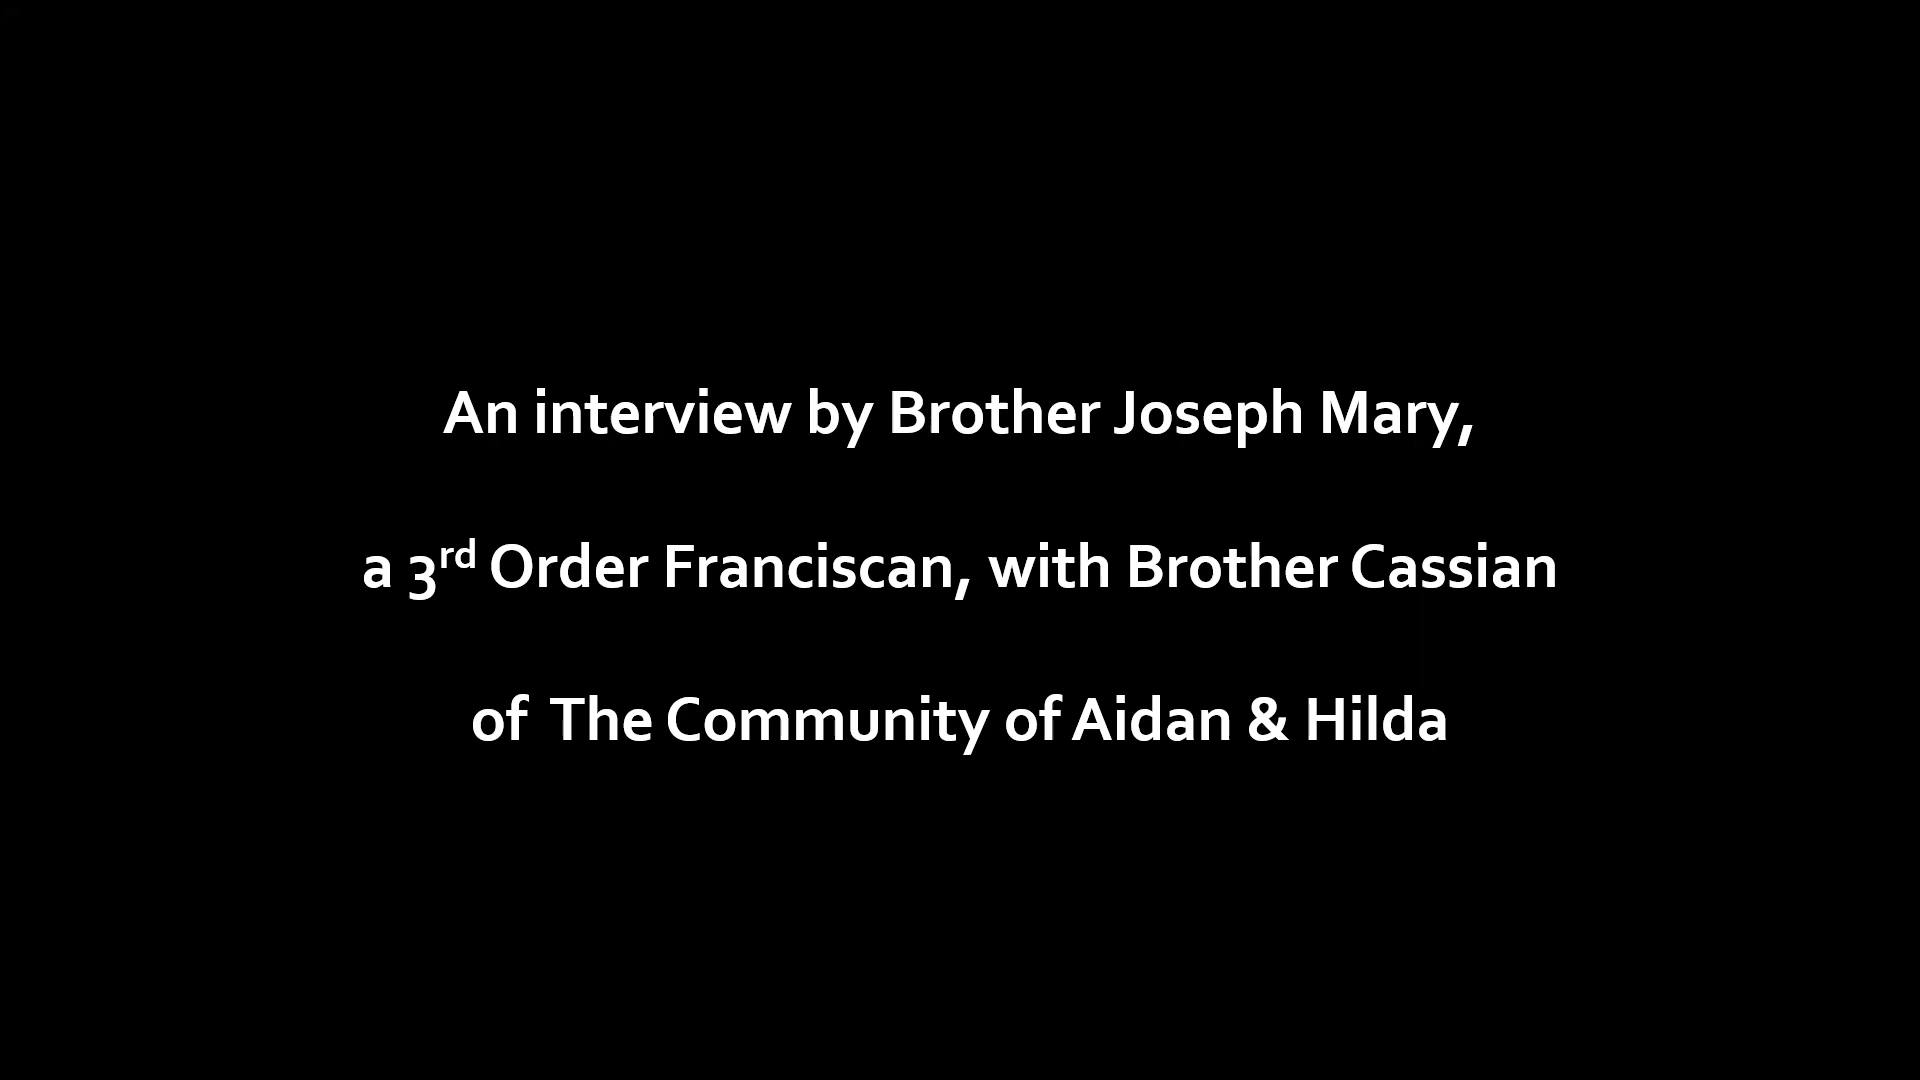 An interview by Brother Joseph Mary,
a 3rd Order Franciscan, with Brother Cassian
of The Community of Aidan & Hilda